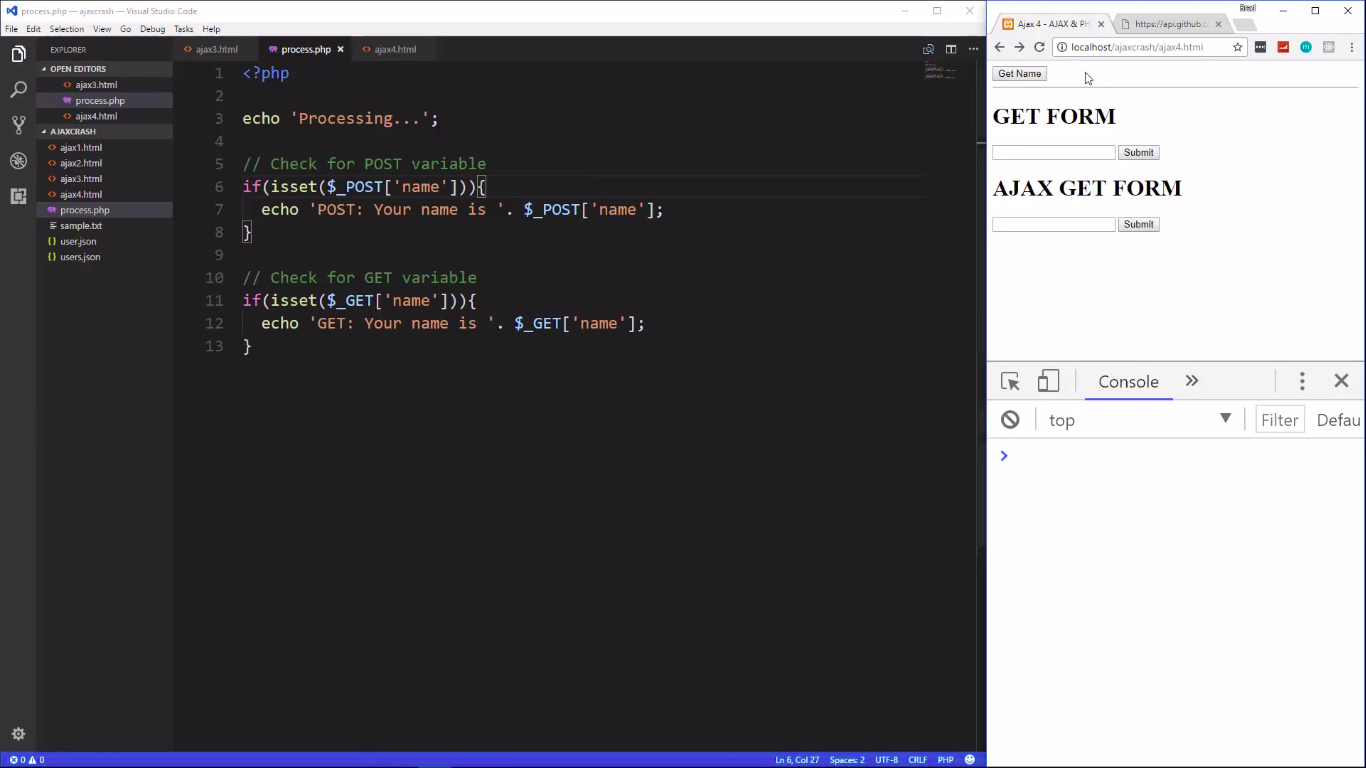 process.php — ajaxcrash — Visual Studio Code
File Edit Selection View Go Debug Tasks Help
EXPLORER
OPEN EDITORS
ajax3.html
process.php
ajax4.html
AJAXCRASH
ajax1.html
ajax2.html
ajax3.html
ajax4.html
process.php
sample.txt
user.json
users.json
ajax3.html process.php ajax4.html
1 <?php
2
3 echo 'Processing...';
4
5 // Check for POST variable
6 if(isset($_POST['name'])){
7 echo 'POST: Your name is '. $_POST['name'];
8 }
9
10 // Check for GET variable
11 if(isset($_GET['name'])){
12 echo 'GET: Your name is '. $_GET['name'];
13 }
0 0
Ln 6, Col 27 Spaces: 2 UTF-8 CRLF PHP
Brad
Ajax 4 - AJAX & PH
https://api.github.c
localhost/ajaxcrash/ajax4.html
Get Name
GET FORM
Submit
AJAX GET FORM
Submit
Console
top
Filter
Defau